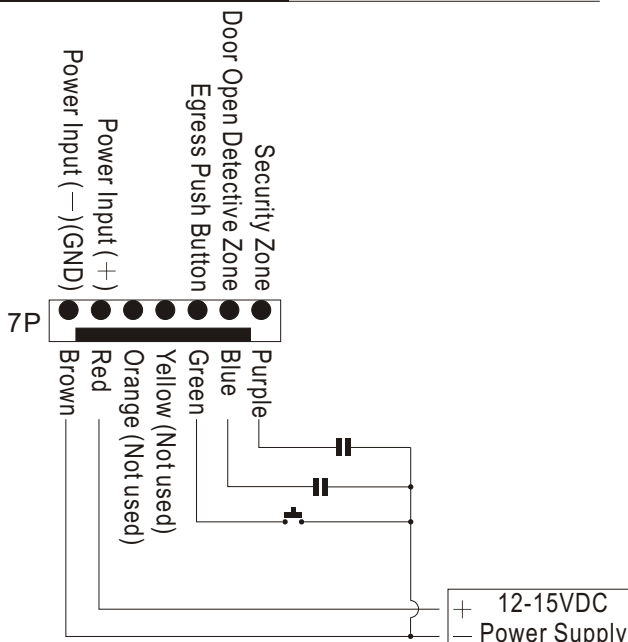 Power Input (—)(GND)
Power Input (+)
Egress Push Button
Door Open Detective Zone
Security Zone
7P
Brown
Red
Orange (Not used)
Yellow (Not used)
Green
Blue
Purple
+ 12-15VDC
— Power Supply